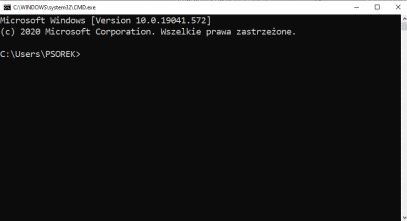 C:\WINDOWS\system32\CMD.exe
Microsoft Windows [Version 10.0.19041.572]
(c) 2020 Microsoft Corporation. Wszelkie prawa zastrzeżone.
C:\Users\PSOREK>